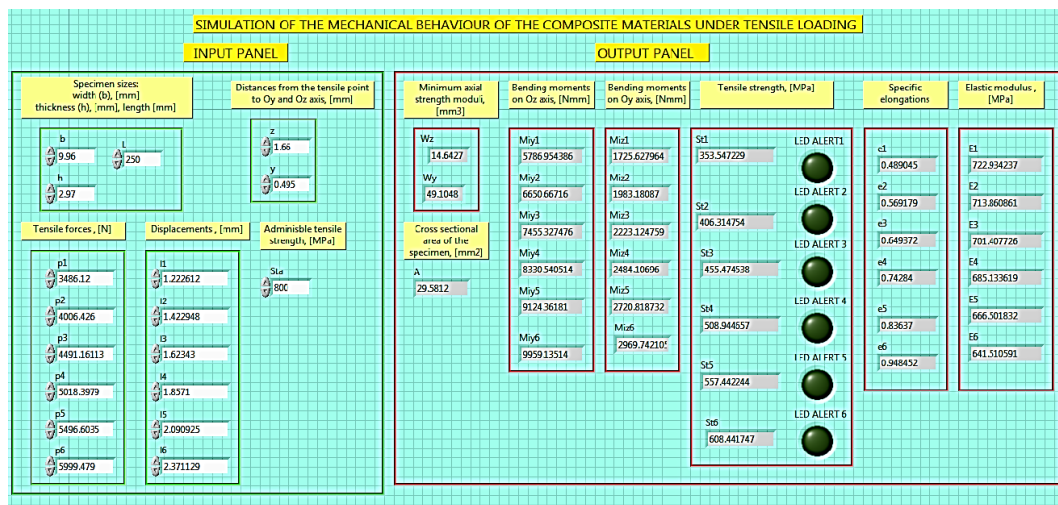 SIMULATION OF THE MECHANICAL BEHAVIOUR OF THE COMPOSITE MATERIALS UNDER TENSILE LOADING
INPUT PANEL
Specimen sizes:
width (b), [mm]
thickness (h), [mm], length [mm]
b
9.96
L
250
h
2.97
Distances from the tensile point
to Oy and Oz axis, [mm]
z
1.66
y
0.495
Tensile forces , [N]
p1
3486.12
p2
4006.426
p3
4491.16113
p4
5018.3979
p5
5496.6035
p6
5999.479
Displacements , [mm]
l1
1.222612
l2
1.422948
l3
1.62343
l4
1.8571
l5
2.090925
l6
2.371129
Adminisble tensile
strength, [MPa]
Sta
800
OUTPUT PANEL
Minimum axial
strength moduli,
[mm3]
Wz
14.6427
Wy
49.1048
Cross sectional
area of the
specimen, [mm2]
A
29.5812
Bending moments
on Oz axis, [Nmm]
Miy1
5786.954386
Miy2
6650.66716
Miy3
7455.327476
Miy4
8330.540514
Miy5
9124.36181
Miy6
9959.13514
Bending moments
on Oy axis, [Nmm]
Miz1
1725.627964
Miz2
1983.18087
Miz3
2223.124759
Miz4
2484.10696
Miz5
2720.818732
Miz6
2969.742105
Tensile strength, [MPa]
St1
353.547229
LED ALERT1
St2
406.314754
LED ALERT 2
St3
455.474538
LED ALERT 3
St4
508.944657
LED ALERT 4
St5
557.442244
LED ALERT 5
St6
608.441747
LED ALERT 6
Specific
elongations
e1
0.489045
e2
0.569179
e3
0.649372
e4
0.74284
e5
0.83637
e6
0.948452
Elastic modulus ,
[MPa]
E1
722.934237
E2
713.860861
E3
701.407726
E4
685.133619
E5
666.501832
E6
641.510591